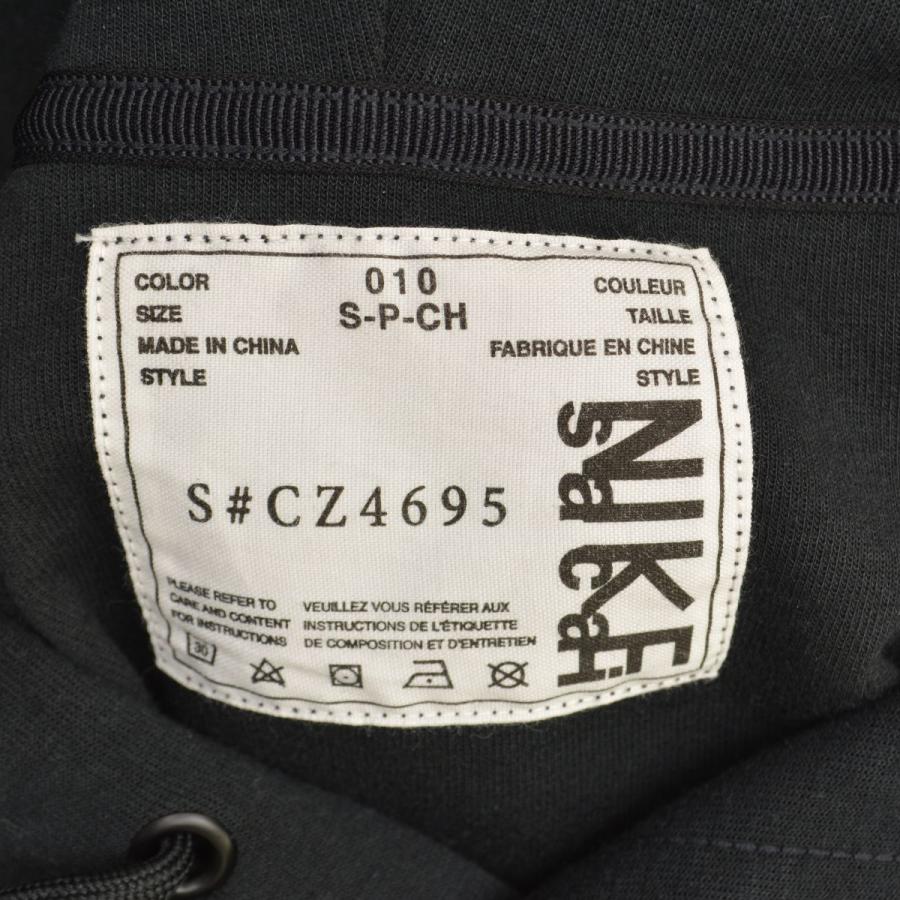 COLOR 010 COULEUR
SIZE S-P-CH TAILLE
MADE IN CHINA FABRIQUE EN CHINE
STYLE STYLE
S#CZ4695
NIKE
sacai
PLEASE REFER TO
CARE AND CONTENT
FOR INSTRUCTIONS
VEUILLEZ VOUS RÉFÉRER AUX
INSTRUCTIONS DE L'ÉTIQUETTE
DE COMPOSITION ET D'ENTRETIEN
30